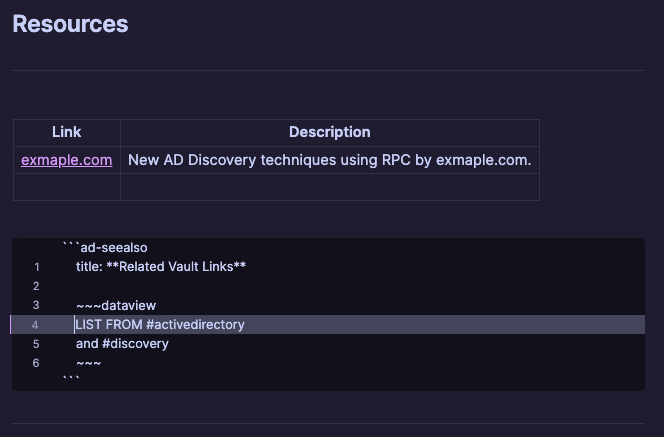 Resources
Link Description
exmaple.com New AD Discovery techniques using RPC by exmaple.com.
```ad-seealso
1 title: **Related Vault Links**
2
3 ~~~dataview
4 LIST FROM #activedirectory
5 and #discovery
6 ~~~
```